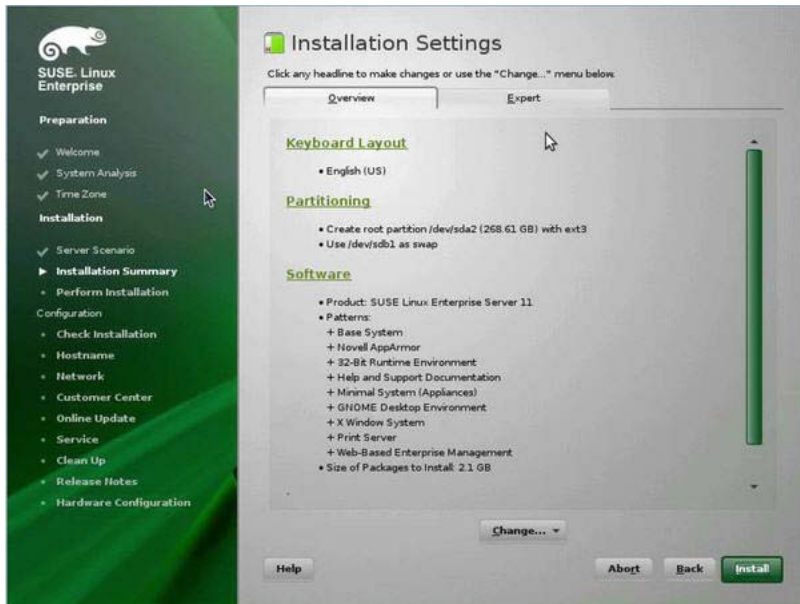 SUSE. Linux
Enterprise
Preparation
Welcome
System Analysis
Time Zone
Installation
Server Scenario
Installation Summary
Perform Installation
Configuration
Check Installation
Hostname
Network
Customer Center
Online Update
Service
Clean Up
Release Notes
Hardware Configuration
Installation Settings
Click any headline to make changes or use the "Change..." menu below.
Overview
Expert
Keyboard Layout
• English (US)
Partitioning
• Create root partition /dev/sda2 (268.61 GB) with ext3
• Use /dev/sdb1 as swap
Software
• Product: SUSE Linux Enterprise Server 11
• Patterns:
+ Base System
+ Novell AppArmor
+ 32-Bit Runtime Environment
+ Help and Support Documentation
+ Minimal System (Appliances)
+ GNOME Desktop Environment
+ X Window System
+ Print Server
+ Web-Based Enterprise Management
• Size of Packages to Install: 2.1 GB
Change...
Help
Abort
Back
Install